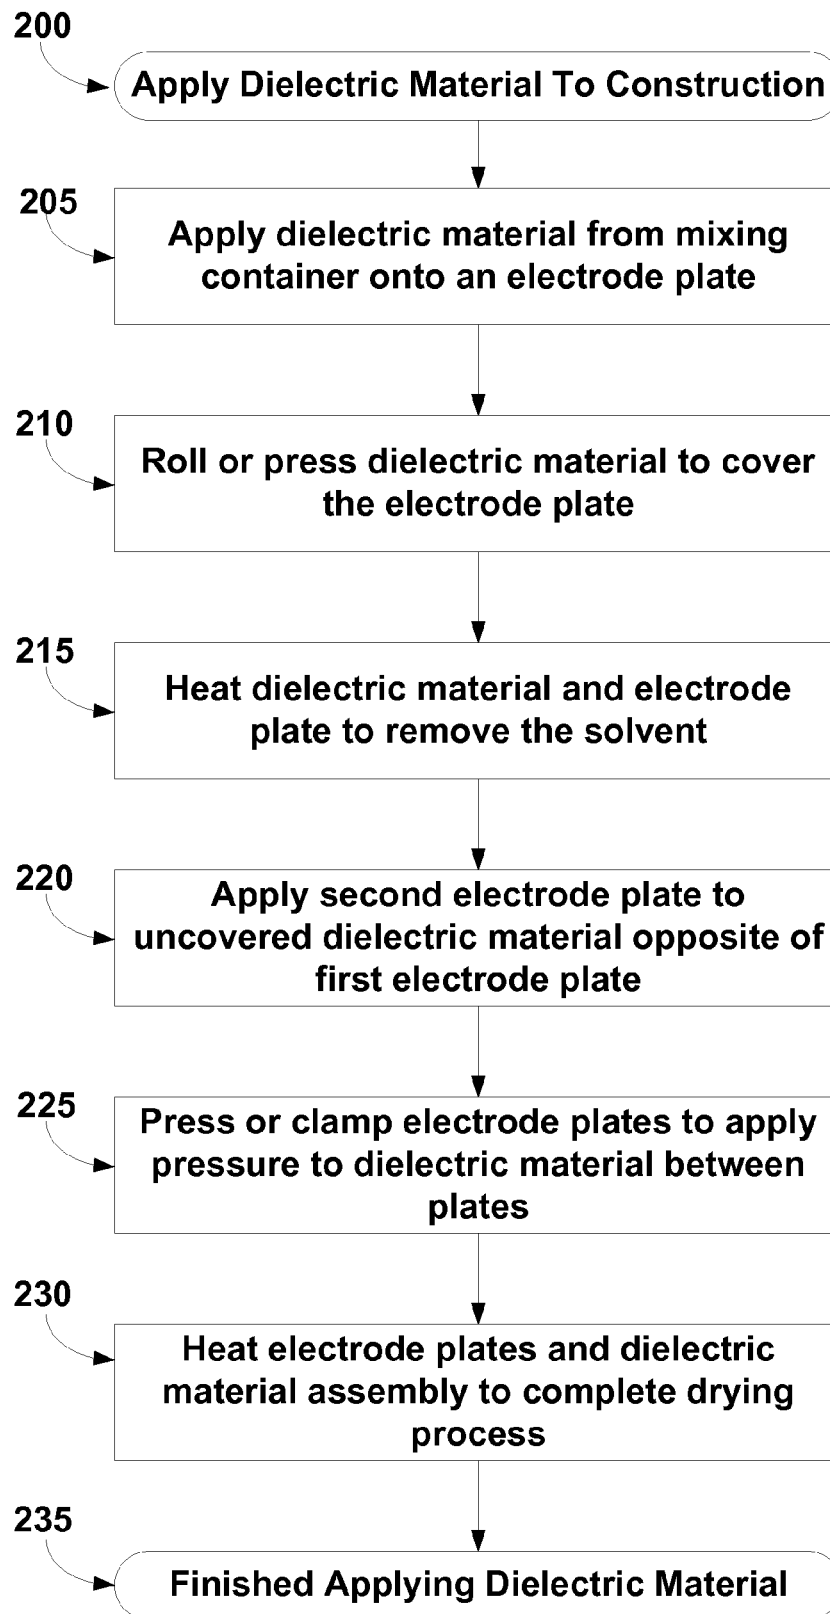 200
Apply Dielectric Material To Construction
205
Apply dielectric material from mixing
container onto an electrode plate
210
Roll or press dielectric material to cover
the electrode plate
215
Heat dielectric material and electrode
plate to remove the solvent
220
Apply second electrode plate to
uncovered dielectric material opposite of
first electrode plate
225
Press or clamp electrode plates to apply
pressure to dielectric material between
plates
230
Heat electrode plates and dielectric
material assembly to complete drying
process
235
Finished Applying Dielectric Material